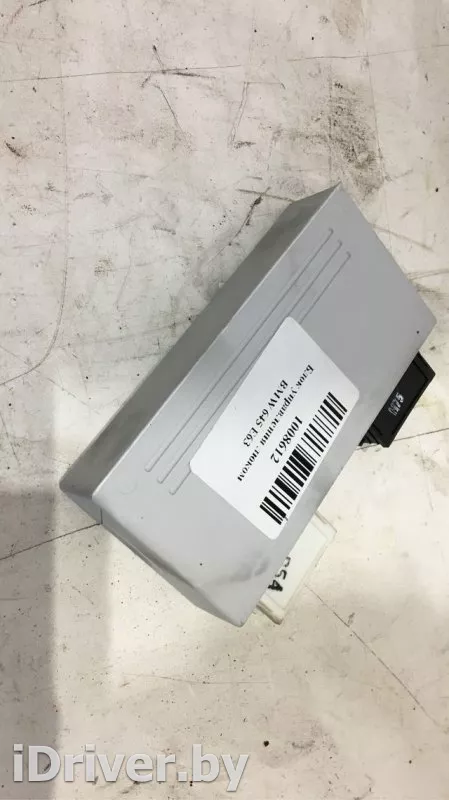 Блок управления люком
BMW 645 E63
1008612
iDriver.by